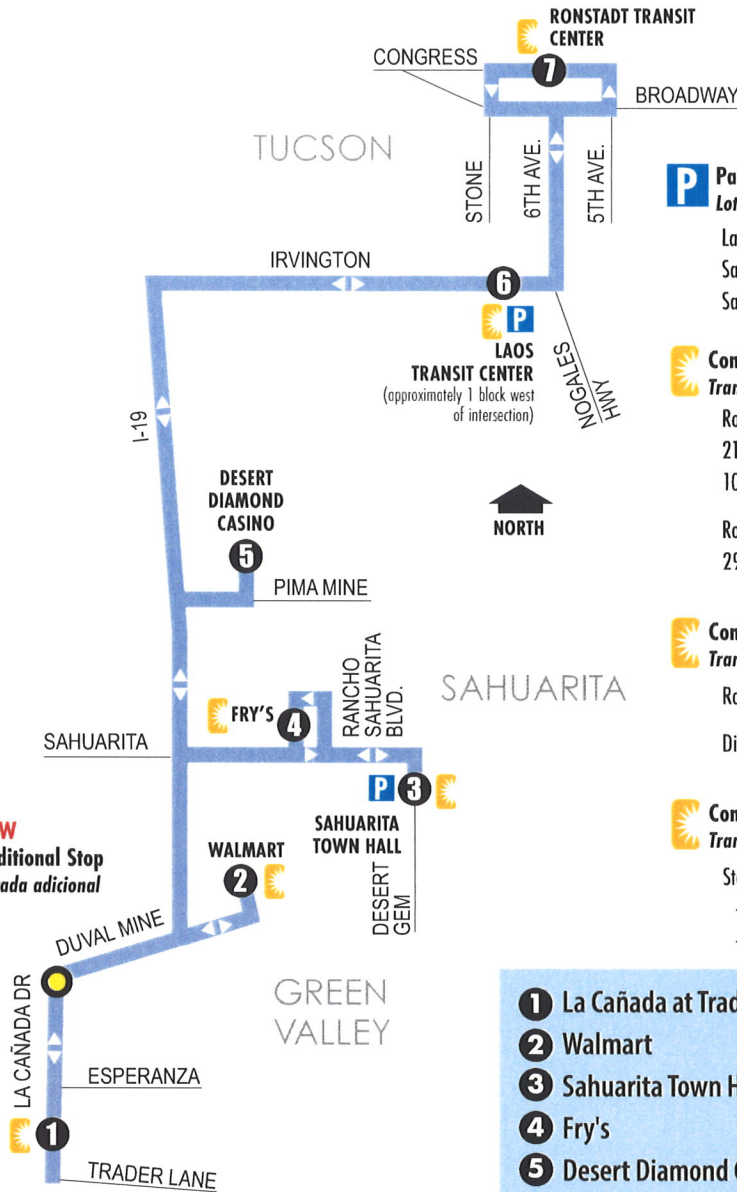 RONSTADT TRANSIT
CENTER
CONGRESS
7
BROADWAY
TUCSON
STONE
6TH AVE.
5TH AVE.
P
IRVINGTON
6
P
LAOS
TRANSIT CENTER
(approximately 1 block west
of intersection)
NOGALES
HWY
I-19
DESERT
DIAMOND
CASINO
5
NORTH
PIMA MINE
RANCHO
SAHUARITA
BLVD.
SAHUARITA
FRY'S
4
SAHUARITA
P
3
SAHUARITA
TOWN HALL
WALMART
2
DESERT
GEM
ditional Stop
ada adicional
DUVAL MINE
GREEN
VALLEY
LA CAÑADA DR
ESPERANZA
1
TRADER LANE
21
10
29
1 La Cañada at Trad
2 Walmart
3 Sahuarita Town H
4 Fry's
5 Desert Diamond